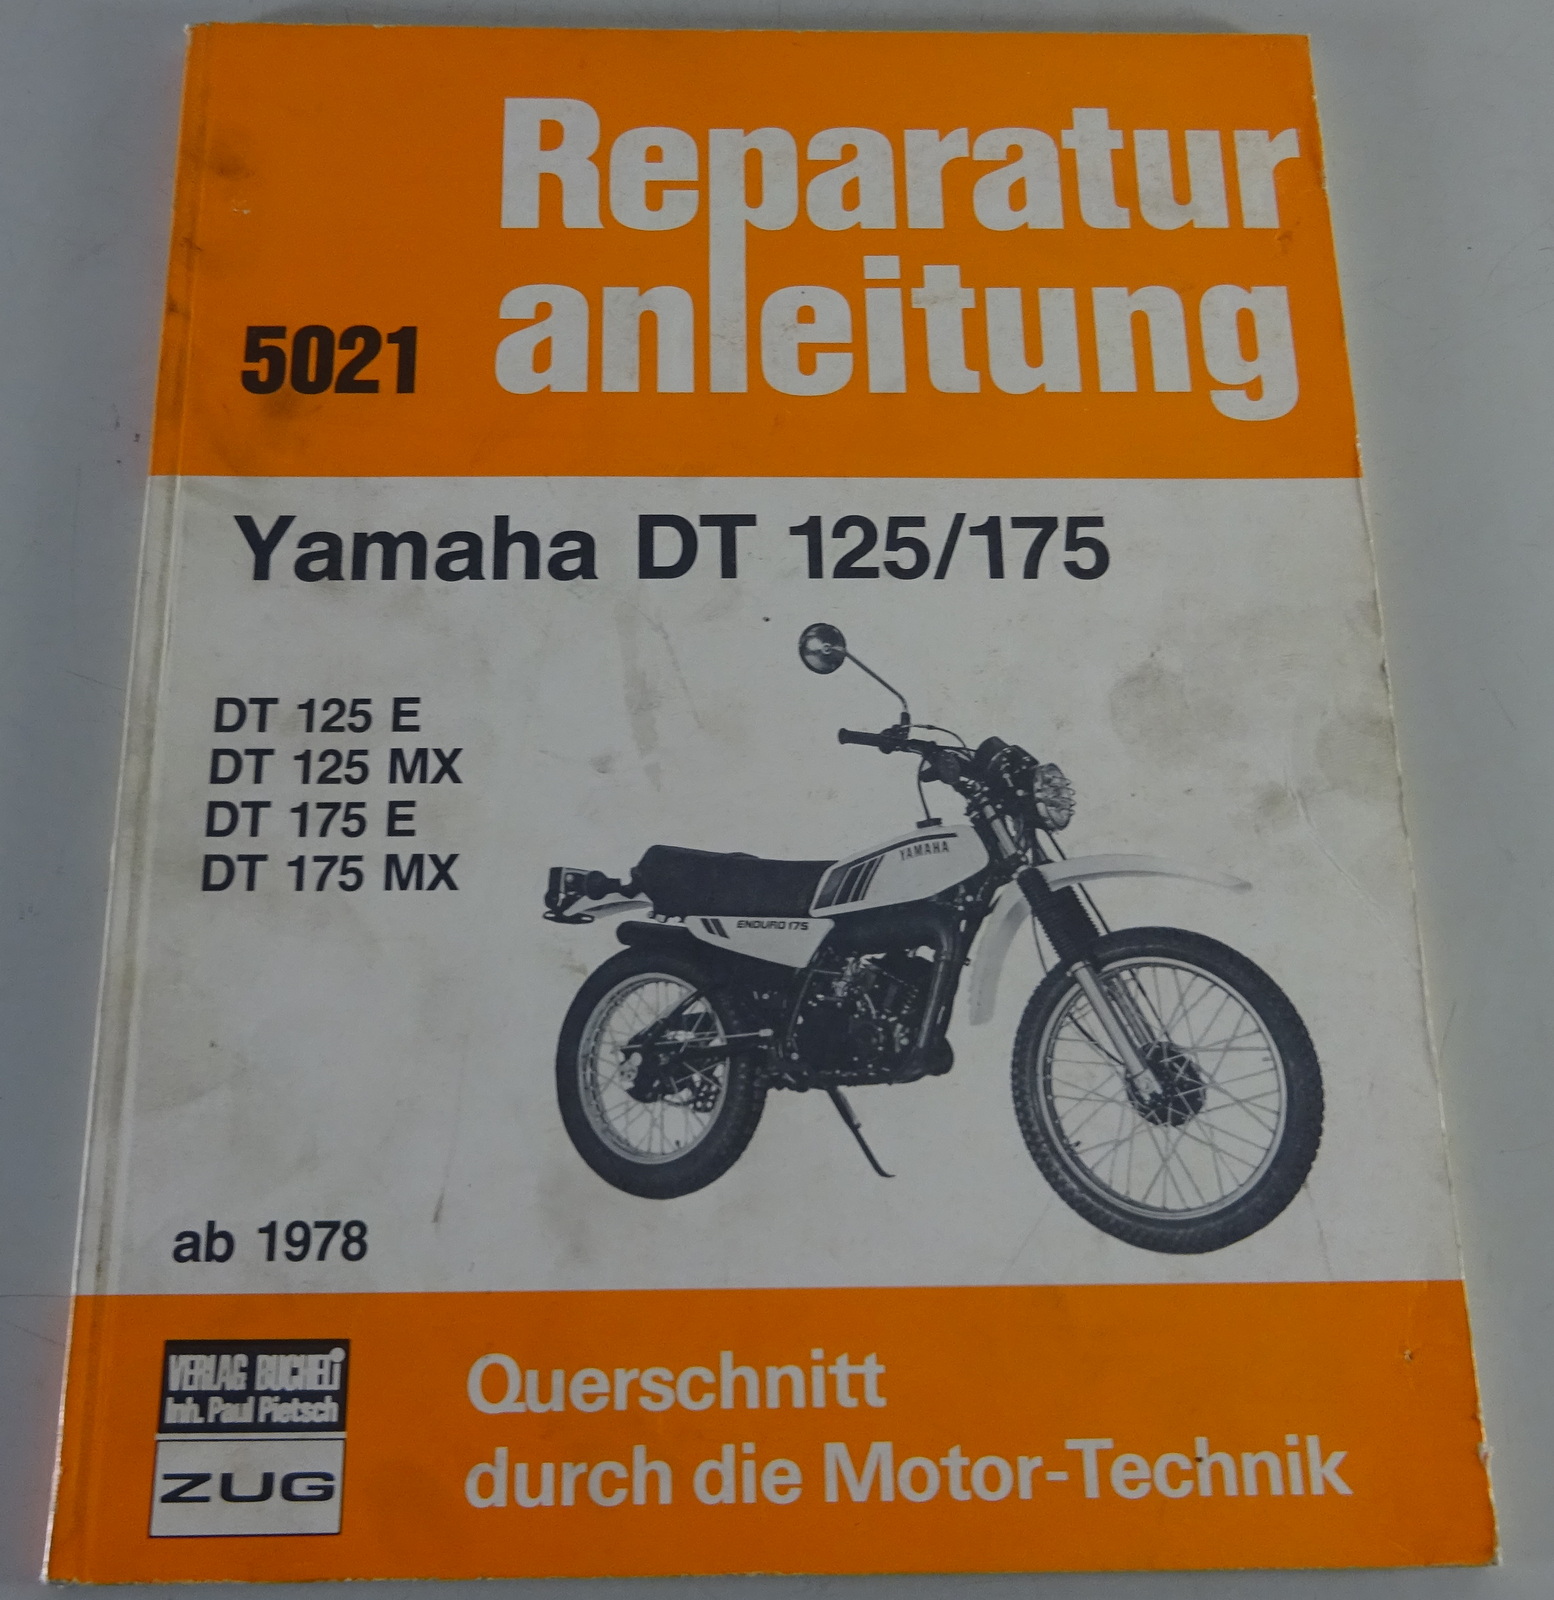 Reparatur
anleitung
5021
Yamaha DT 125/175
DT 125 E
DT 125 MX
DT 175 E
DT 175 MX
YAMAHA
ENDURO 175
ab 1978
VERLAG BUCHELi
Inh. Paul Pietsch
ZUG
Querschnitt
durch die Motor-Technik